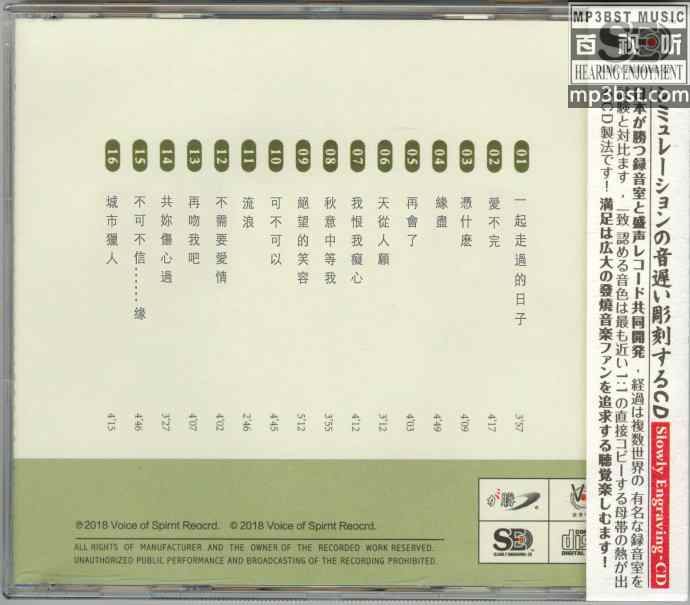 MP3BST MUSIC
百视听
HEARING ENJOYMENT
mp3bst.com
ミュレーションの音遅い彫刻するCD Slowly Engraving-CD
本が勝つ録音室と盛声レコード共同開発，経過は複数世界の 有名な録音室を
験と対比ます，一致 認める音色は最も近い 1:1 の直接コピーする母帯の熱が出
CD製法です! 満足は広大の發燒音楽ファンを追求する聴覚楽しむます!
01 一起走過的日子 3'57
02 愛不完 4'17
03 憑什麽 4'09
04 緣盡 4'49
05 再會了 4'03
06 天從人願 4'13
07 我恨我癡心 4'12
08 秋意中等我 3'55
09 絕望的笑容 5'12
10 可不可以 4'45
11 流浪 2'46
12 不需要愛情 4'02
13 再吻我吧 4'07
14 共妳傷心過 3'27
15 不可不信……緣 4'46
16 城市獵人 4'15
が勝
SD
SLOWLY ENGRAVING-CD
DIGITAL
℗2018 Voice of Spirnt Reocrd. © 2018 Voice of Spirnt Reocrd.
ALL RIGHTS OF MANUFACTURER AND THE OWNER OF THE RECORDED WORK RESERVED.
UNAUTHORIZED PUBLIC PERFORMANCE AND BROADCASTING OF THE RECORDING PROHIBITED.